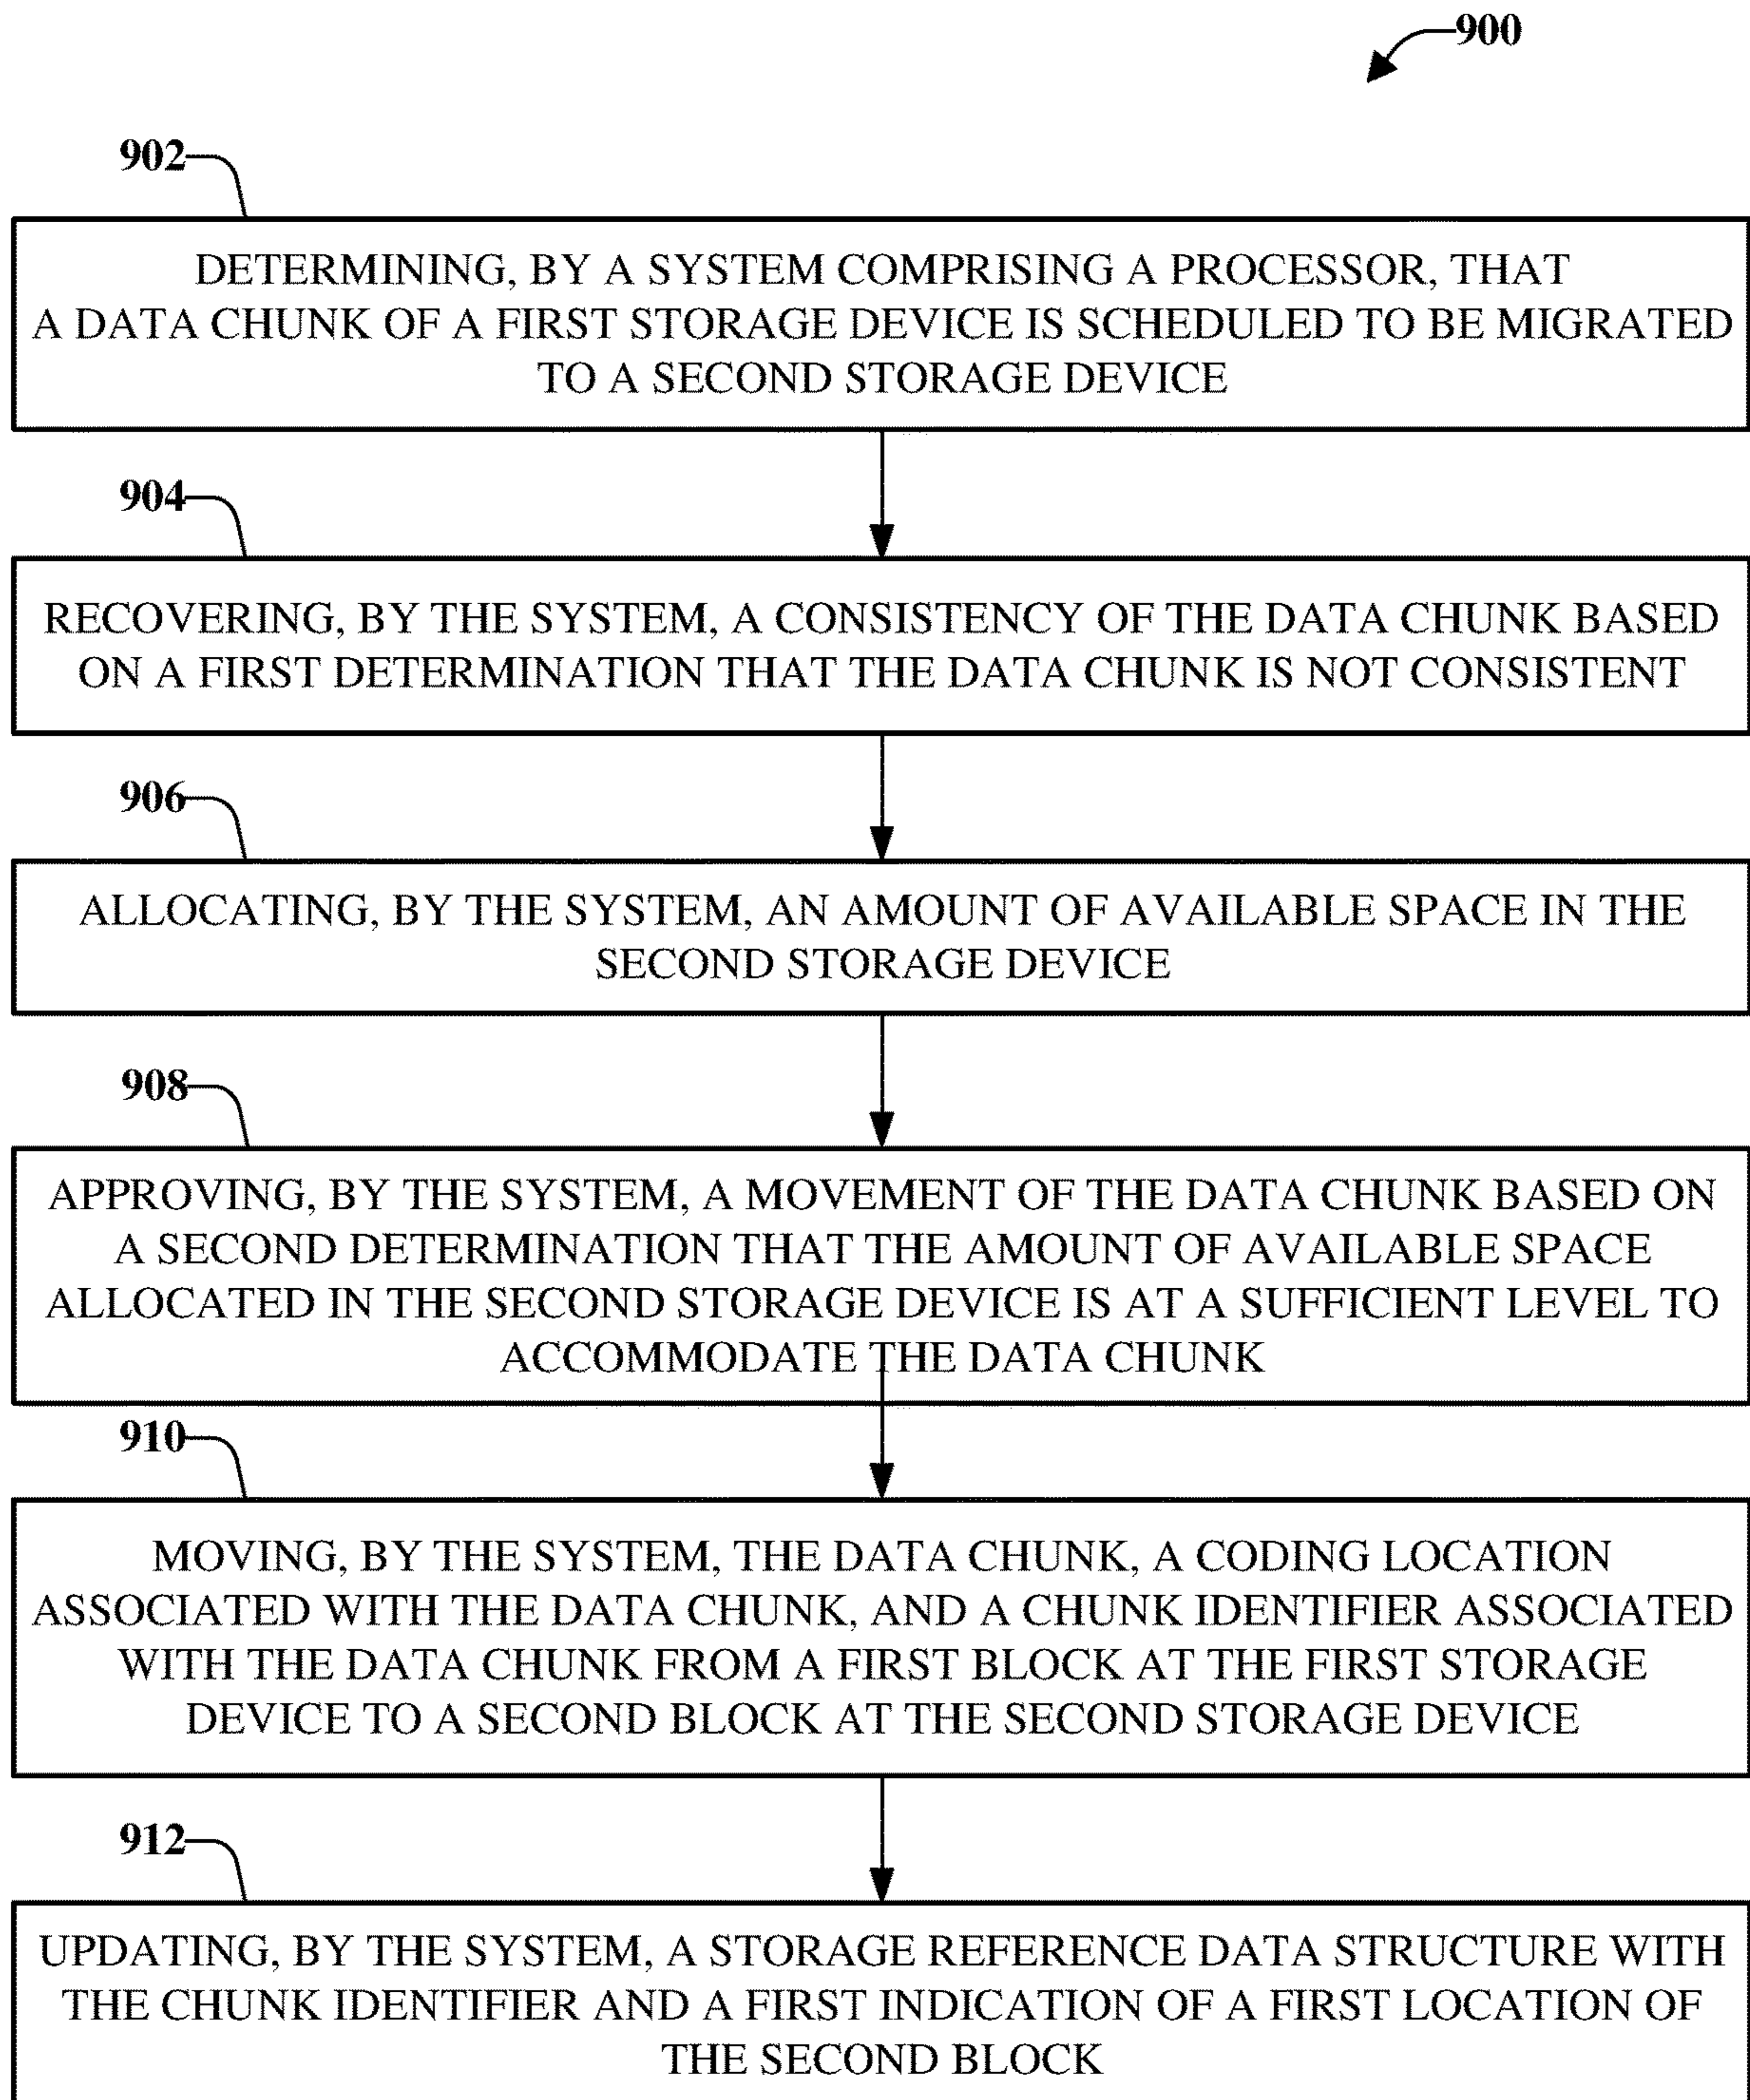 900
902
DETERMINING, BY A SYSTEM COMPRISING A PROCESSOR, THAT
A DATA CHUNK OF A FIRST STORAGE DEVICE IS SCHEDULED TO BE MIGRATED
TO A SECOND STORAGE DEVICE
904
RECOVERING, BY THE SYSTEM, A CONSISTENCY OF THE DATA CHUNK BASED
ON A FIRST DETERMINATION THAT THE DATA CHUNK IS NOT CONSISTENT
906
ALLOCATING, BY THE SYSTEM, AN AMOUNT OF AVAILABLE SPACE IN THE
SECOND STORAGE DEVICE
908
APPROVING, BY THE SYSTEM, A MOVEMENT OF THE DATA CHUNK BASED ON
A SECOND DETERMINATION THAT THE AMOUNT OF AVAILABLE SPACE
ALLOCATED IN THE SECOND STORAGE DEVICE IS AT A SUFFICIENT LEVEL TO
ACCOMMODATE THE DATA CHUNK
910
MOVING, BY THE SYSTEM, THE DATA CHUNK, A CODING LOCATION
ASSOCIATED WITH THE DATA CHUNK, AND A CHUNK IDENTIFIER ASSOCIATED
WITH THE DATA CHUNK FROM A FIRST BLOCK AT THE FIRST STORAGE
DEVICE TO A SECOND BLOCK AT THE SECOND STORAGE DEVICE
912
UPDATING, BY THE SYSTEM, A STORAGE REFERENCE DATA STRUCTURE WITH
THE CHUNK IDENTIFIER AND A FIRST INDICATION OF A FIRST LOCATION OF
THE SECOND BLOCK